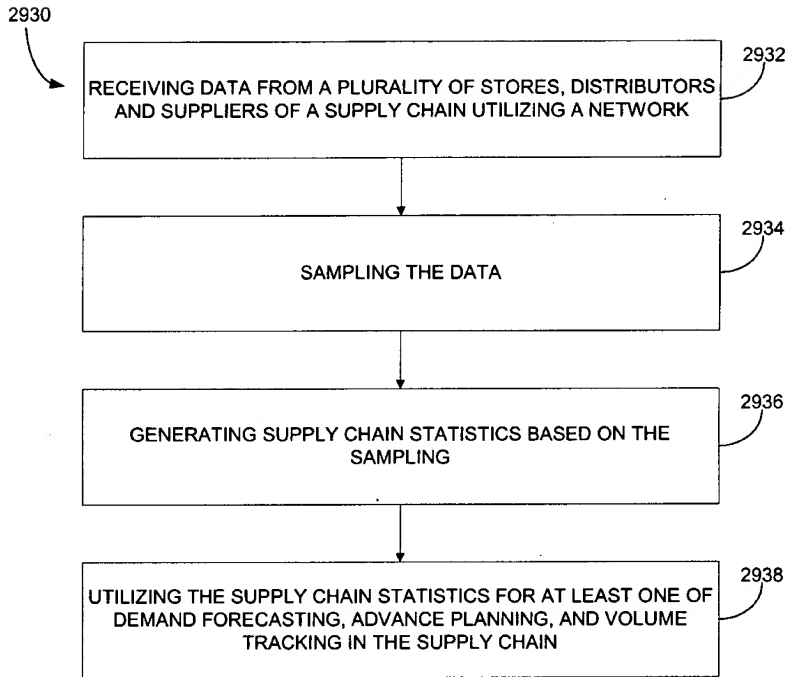 2930
2932
RECEIVING DATA FROM A PLURALITY OF STORES, DISTRIBUTORS
AND SUPPLIERS OF A SUPPLY CHAIN UTILIZING A NETWORK
2934
SAMPLING THE DATA
2936
GENERATING SUPPLY CHAIN STATISTICS BASED ON THE
SAMPLING
2938
UTILIZING THE SUPPLY CHAIN STATISTICS FOR AT LEAST ONE OF
DEMAND FORECASTING, ADVANCE PLANNING, AND VOLUME
TRACKING IN THE SUPPLY CHAIN